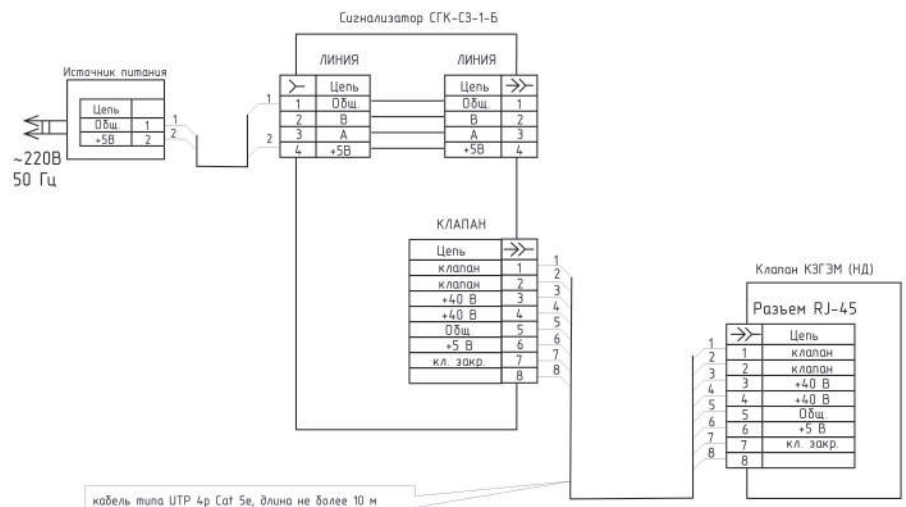 Сигнализатор СГК-СЗ-1-Б
Источник питания
Цепь
Общ. 1
+5В 2
1
2
~220В
50 Гц
1
2
ЛИНИЯ
Цепь
1 Общ.
2 В
3 А
4 +5В
ЛИНИЯ
Цепь
Общ. 1
В 2
А 3
+5В 4
КЛАПАН
Цепь
клапан 1
клапан 2
+40 В 3
+40 В 4
Общ. 5
+5 В 6
кл. закр. 7
8
1
2
3
4
5
6
7
8
Клапан КЗГЭМ (НД)
Разъем RJ-45
Цепь
1 клапан
2 клапан
3 +40 В
4 +40 В
5 Общ.
6 +5 В
7 кл. закр.
8
1
2
3
4
5
6
7
8
кабель типа UTP 4p Cat 5e, длина не более 10 м